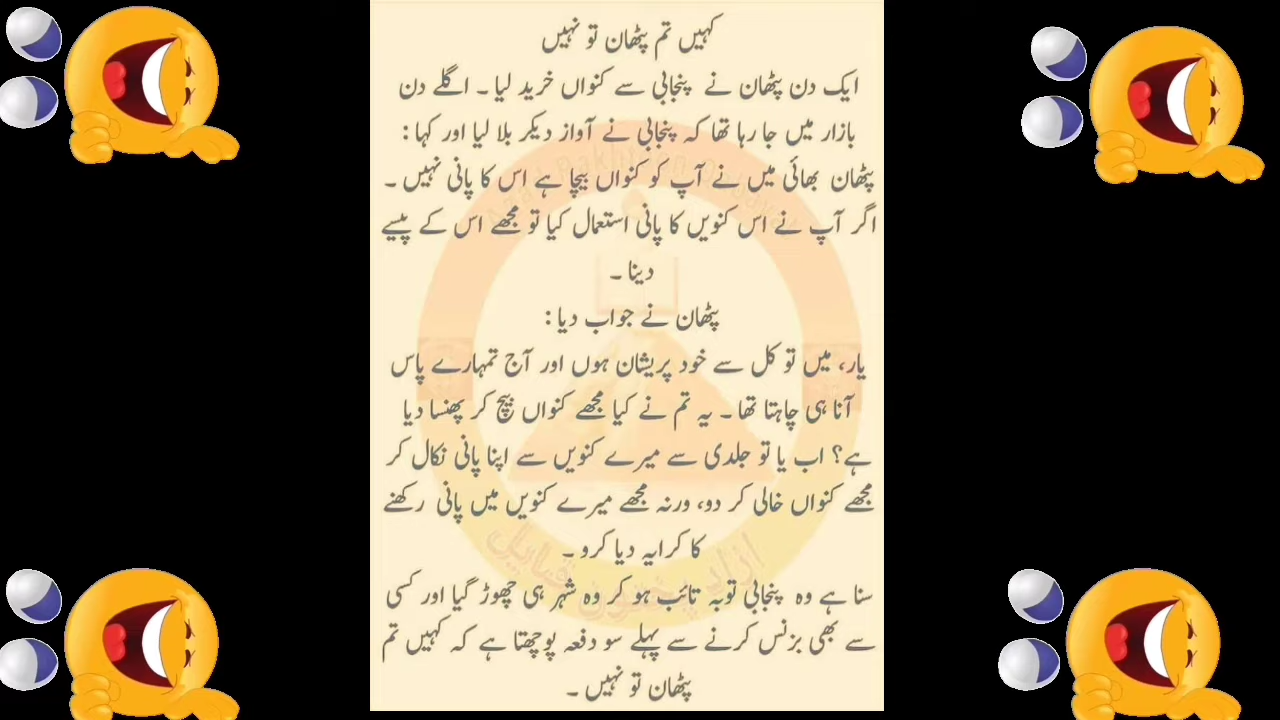 کہیں تم پٹھان تو نہیں
ایک دن پٹھان نے پنجابی سے کنواں خرید لیا۔ اگلے دن
بازار میں جا رہا تھا کہ پنجابی نے آواز دیکر بلا لیا اور کہا:
پٹھان بھائی میں نے آپ کو کنواں بیچا ہے اس کا پانی نہیں۔
اگر آپ نے اس کنویں کا پانی استعمال کیا تو مجھے اس کے پیسے
دینا۔
پٹھان نے جواب دیا:
یار، میں تو کل سے خود پریشان ہوں اور آج تمہارے پاس
آنا ہی چاہتا تھا۔ یہ تم نے کیا مجھے کنواں بیچ کر پھنسا دیا
ہے؟ اب یا تو جلدی سے میرے کنویں سے اپنا پانی نکال کر
مجھے کنواں خالی کر دو، ورنہ مجھے میرے کنویں میں پانی رکھنے
کا کرایہ دیا کرو۔
سنا ہے وہ پنجابی توبہ تائب ہو کر وہ شہر ہی چھوڑ گیا اور کسی
سے بھی بزنس کرنے سے پہلے سو دفعہ پوچھتا ہے کہ کہیں تم
پٹھان تو نہیں۔